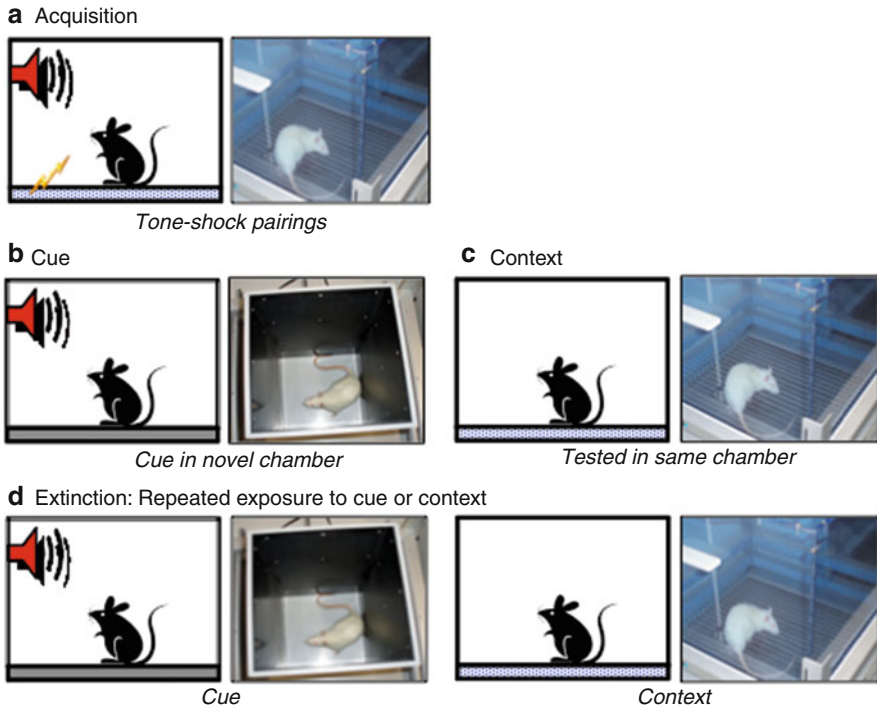 a Acquisition
Tone-shock pairings
b Cue
c Context
Cue in novel chamber
Tested in same chamber
d Extinction: Repeated exposure to cue or context
Cue
Context